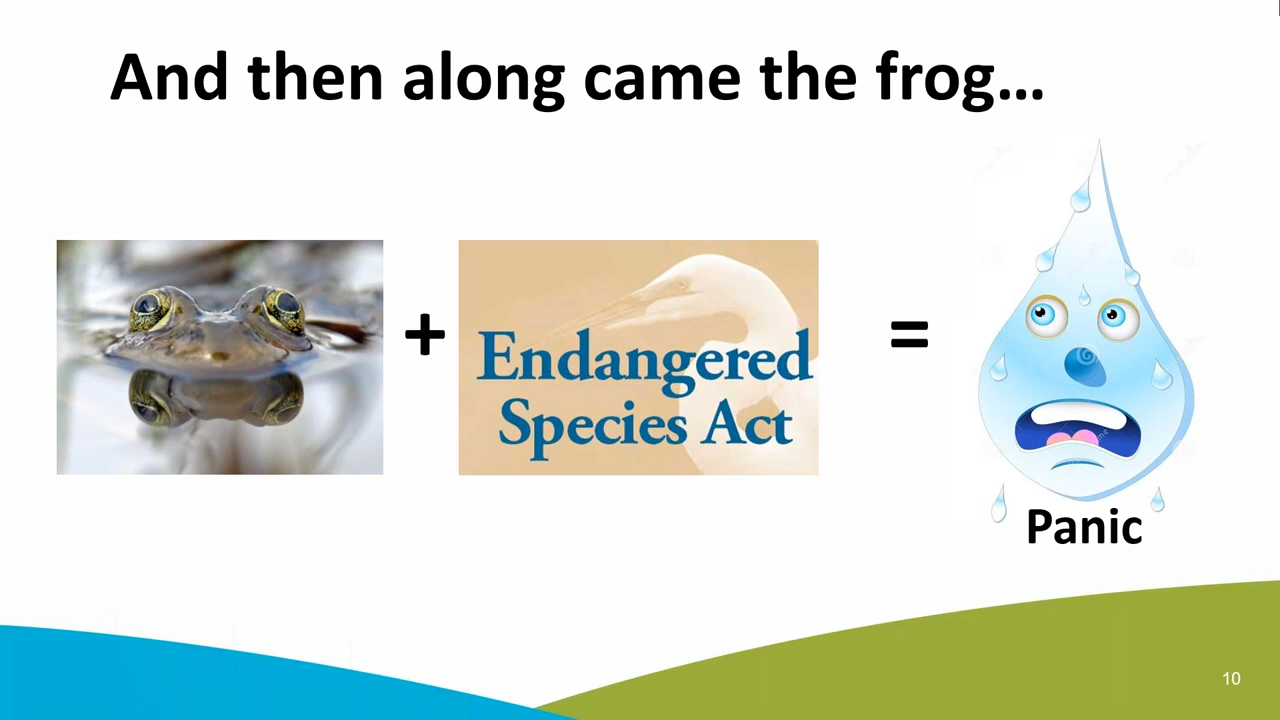 And then along came the frog…
+
Endangered
Species Act
=
Panic
10